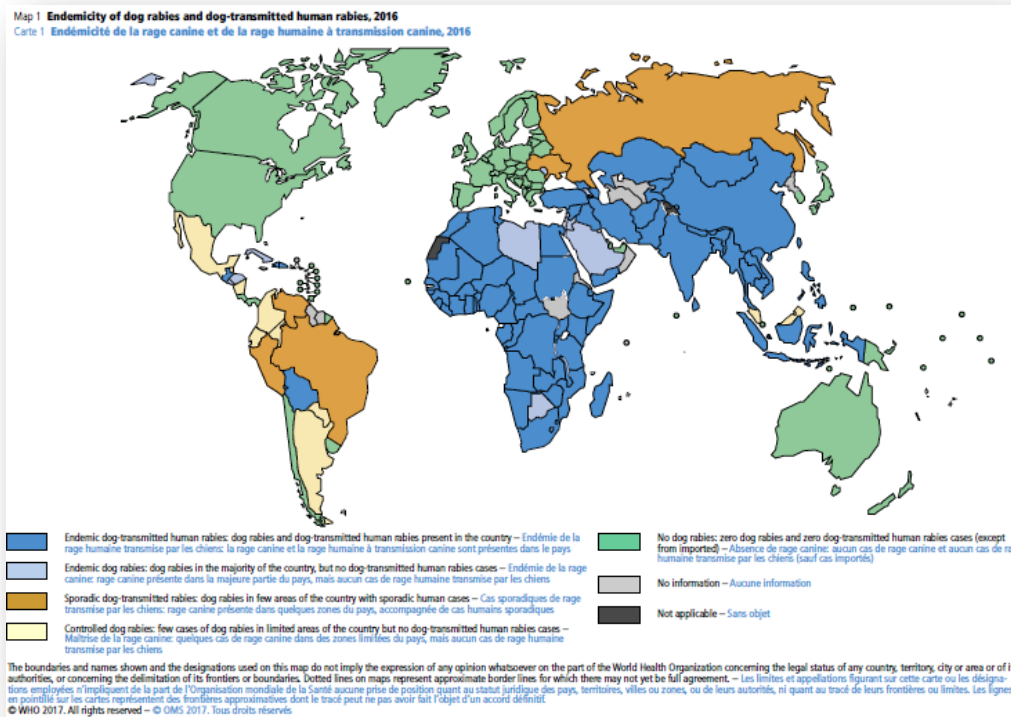 Map 1 Endemicity of dog rabies and dog-transmitted human rabies, 2016
Carte 1 Endémicité de la rage canine et de la rage humaine à transmission canine, 2016
Endemic dog-transmitted human rabies: dog rabies and dog-transmitted human rabies present in the country – Endémie de la
rage humaine transmise par les chiens: la rage canine et la rage humaine à transmission canine sont présentes dans le pays
Endemic dog rabies: dog rabies in the majority of the country, but no dog-transmitted human rabies cases – Endémie de la rage
canine: rage canine présente dans la majeure partie du pays, mais aucun cas de rage humaine transmise par les chiens
Sporadic dog-transmitted rabies: dog rabies in few areas of the country with sporadic human cases – Cas sporadiques de rage
transmise par les chiens: rage canine présente dans quelques zones du pays, accompagnée de cas humains sporadiques
Controlled dog rabies: few cases of dog rabies in limited areas of the country but no dog-transmitted human rabies cases –
Maîtrise de la rage canine: quelques cas de rage canine dans des zones limitées du pays, mais aucun cas de rage humaine
transmise par les chiens
No dog rabies: zero dog rabies and zero dog-transmitted human rabies cases (except
from imported) – Absence de rage canine: aucun cas de rage canine et aucun cas de ra
humaine transmise par les chiens (sauf cas importés)
No information – Aucune information
Not applicable – Sans objet
The boundaries and names shown and the designations used on this map do not imply the expression of any opinion whatsoever on the part of the World Health Organization concerning the legal status of any country, territory, city or area or of i
authorities, or concerning the delimitation of its frontiers or boundaries. Dotted lines on maps represent approximate border lines for which there may not yet be full agreement. – Les limites et appellations figurant sur cette carte ou les désigna-
tions employées n'impliquent de la part de l'Organisation mondiale de la Santé aucune prise de position quant au statut juridique des pays, territoires, villes ou zones, ou de leurs autorités, ni quant au tracé de leurs frontières ou limites. Les lignes
en pointillé sur les cartes représentent des frontières approximatives dont le tracé peut ne pas avoir fait l'objet d'un accord définitif.
© WHO 2017. All rights reserved – © OMS 2017. Tous droits réservés